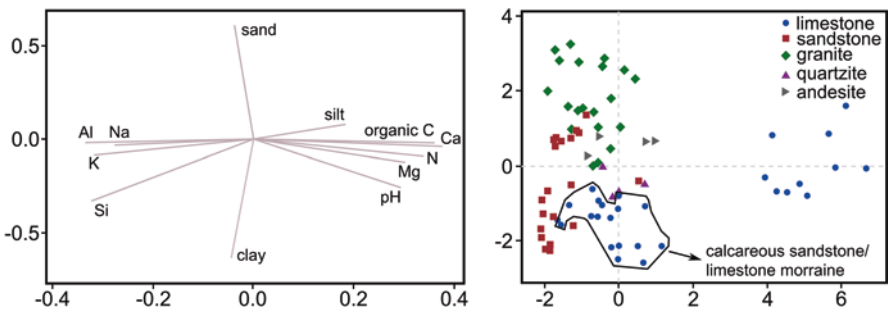 0.5
0.0
-0.5
-0.4
-0.2
0.0
0.2
0.4
sand
silt
organic C
Ca
Al
Na
K
N
Mg
pH
Si
clay
4
2
0
-2
-2
0
2
4
6
limestone
sandstone
granite
quartzite
andesite
calcareous sandstone/
limestone morraine